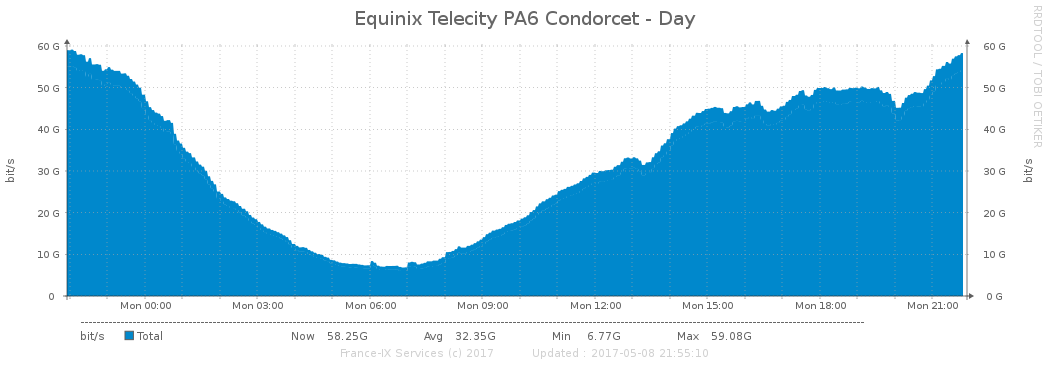 Equinix Telecity PA6 Condorcet - Day
RRDTOOL / TOBI OETIKER
60 G 60 G
50 G 50 G
40 G 40 G
30 G 30 G
20 G 20 G
10 G 10 G
0 0 G
bit/s bit/s
Mon 00:00 Mon 03:00 Mon 06:00 Mon 09:00 Mon 12:00 Mon 15:00 Mon 18:00 Mon 21:00
bit/s Total Now 58.25G Avg 32.35G Min 6.77G Max 59.08G
France-IX Services (c) 2017 Updated : 2017-05-08 21:55:10